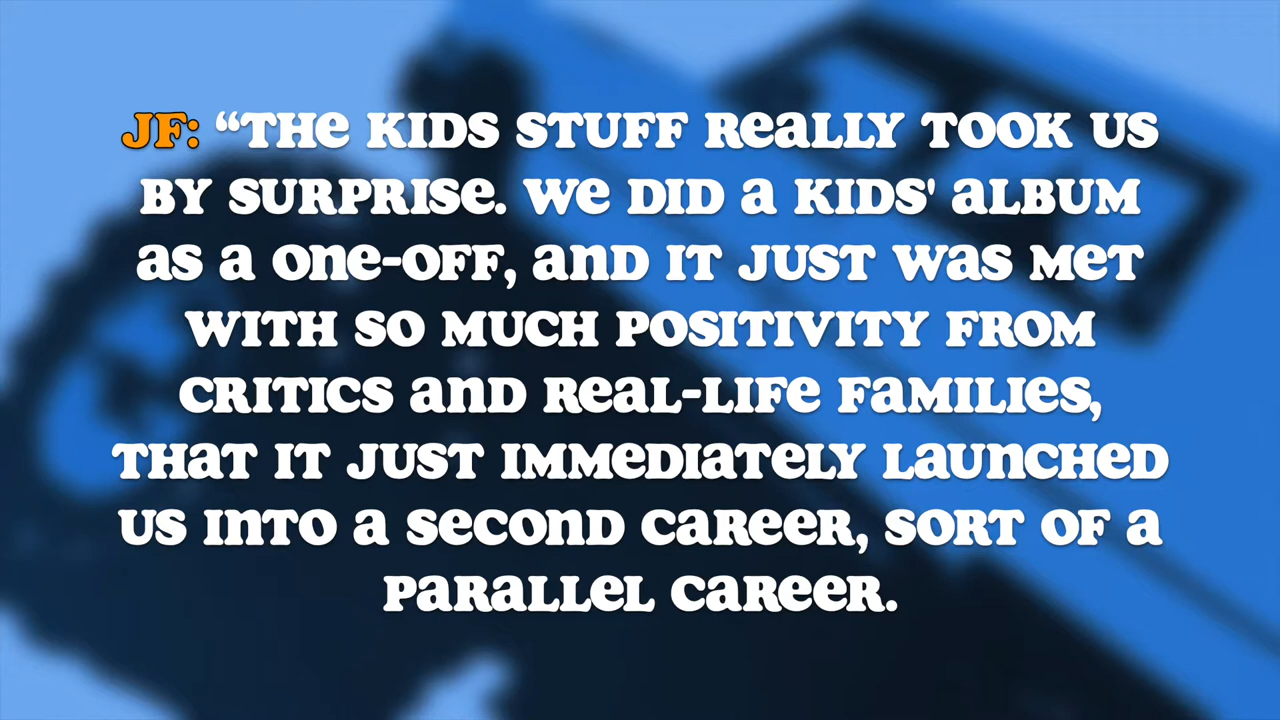 JF: “THe KIDS STUFF ReaLLY TOOK US
BY SURPRISe. We DID a KIDS' aLBUM
as a One-OFF, anD IT JUST Was MeT
WITH SO MUCH POSITIVITY FROM
CRITICS anD ReaL-LIFe FaMILIes,
THaT IT JUST IMMeDIaTeLY LaUnCHeD
US InTO a SeCOnD CaReeR, SORT OF a
PaRaLLeL CaReeR.